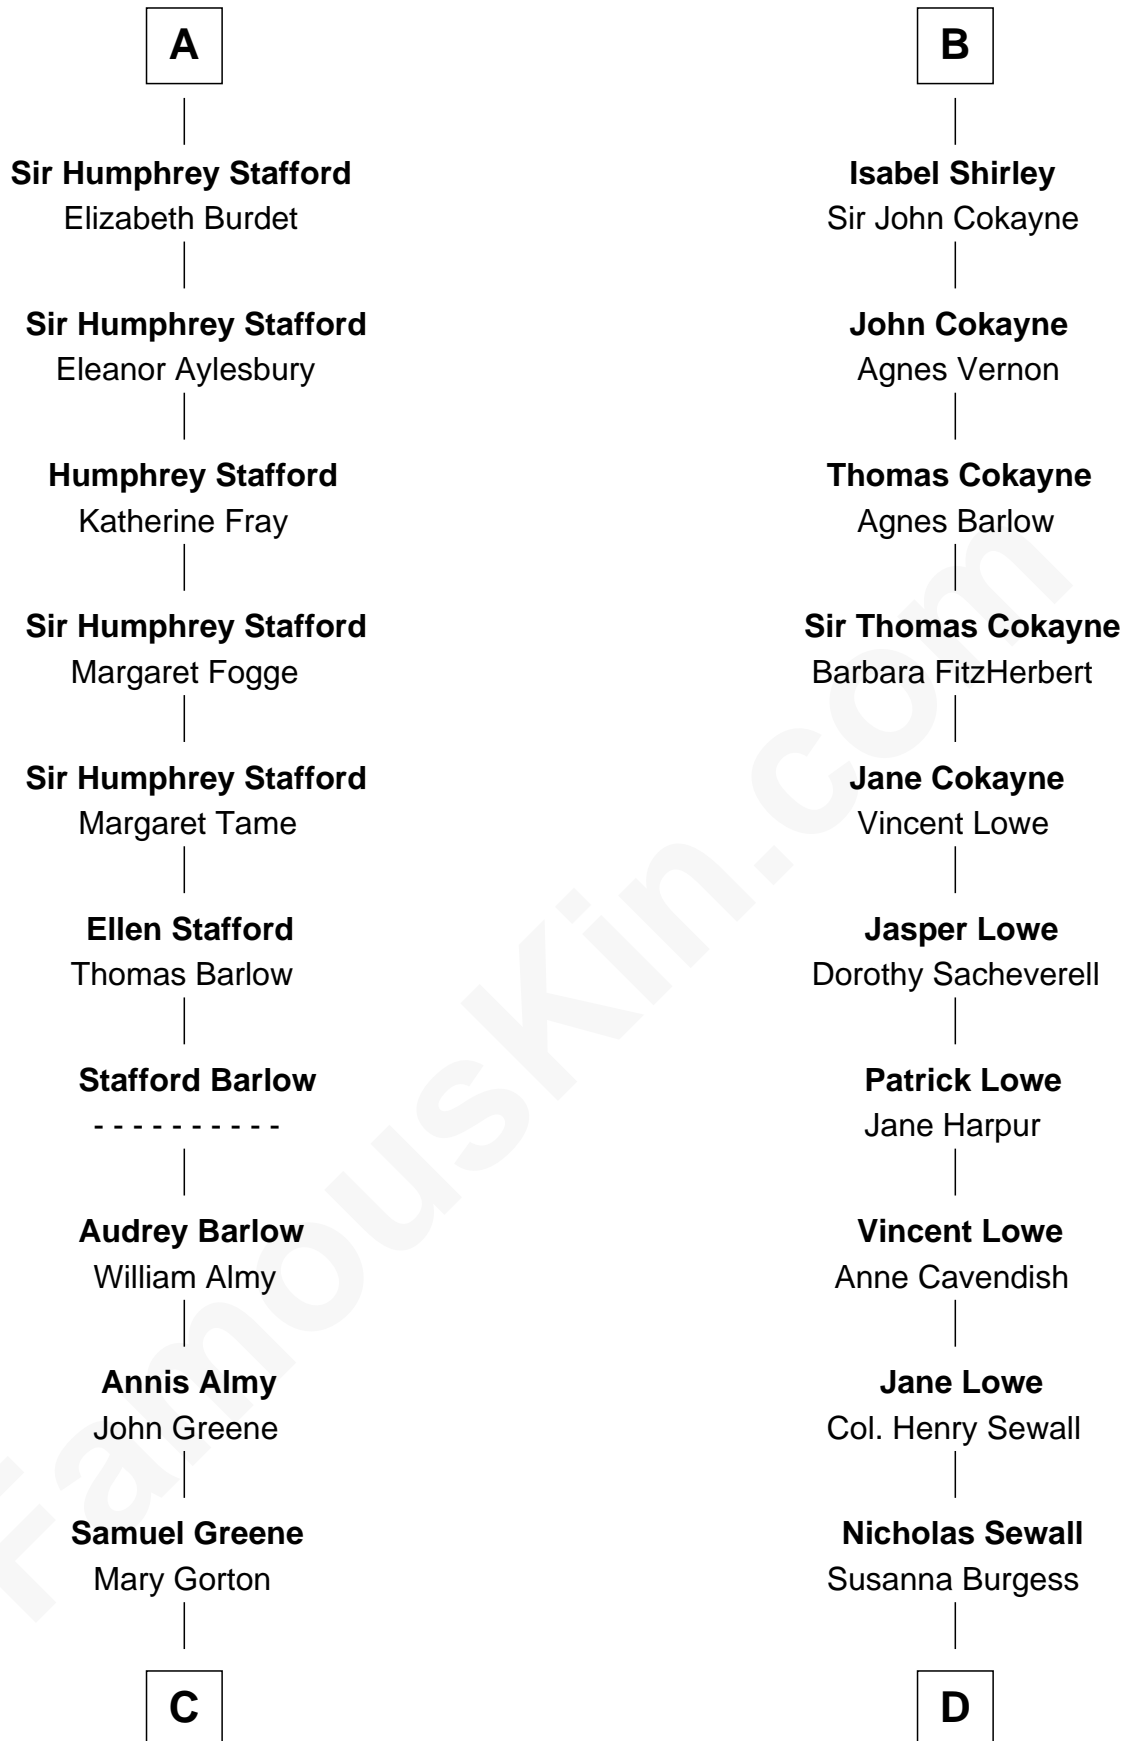 A
Sir Humphrey Stafford
Elizabeth Burdet
Sir Humphrey Stafford
Eleanor Aylesbury
Humphrey Stafford
Katherine Fray
Sir Humphrey Stafford
Margaret Fogge
Sir Humphrey Stafford
Margaret Tame
Ellen Stafford
Thomas Barlow
Stafford Barlow
- - - - - - - - - -
Audrey Barlow
William Almy
Annis Almy
John Greene
Samuel Greene
Mary Gorton
C
B
Isabel Shirley
Sir John Cokayne
John Cokayne
Agnes Vernon
Thomas Cokayne
Agnes Barlow
Sir Thomas Cokayne
Barbara FitzHerbert
Jane Cokayne
Vincent Lowe
Jasper Lowe
Dorothy Sacheverell
Patrick Lowe
Jane Harpur
Vincent Lowe
Anne Cavendish
Jane Lowe
Col. Henry Sewall
Nicholas Sewall
Susanna Burgess
D
FamousKin.com